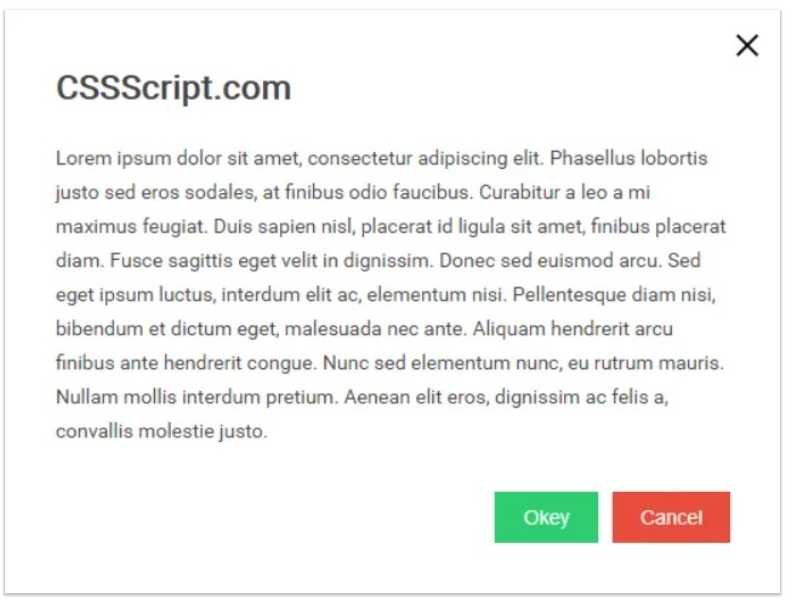 CSSScript.com
Lorem ipsum dolor sit amet, consectetur adipiscing elit. Phasellus lobortis
justo sed eros sodales, at finibus odio faucibus. Curabitur a leo a mi
maximus feugiat. Duis sapien nisl, placerat id ligula sit amet, finibus placerat
diam. Fusce sagittis eget velit in dignissim. Donec sed euismod arcu. Sed
eget ipsum luctus, interdum elit ac, elementum nisi. Pellentesque diam nisi,
bibendum et dictum eget, malesuada nec ante. Aliquam hendrerit arcu
finibus ante hendrerit congue. Nunc sed elementum nunc, eu rutrum mauris.
Nullam mollis interdum pretium. Aenean elit eros, dignissim ac felis a,
convallis molestie justo.
Okey Cancel